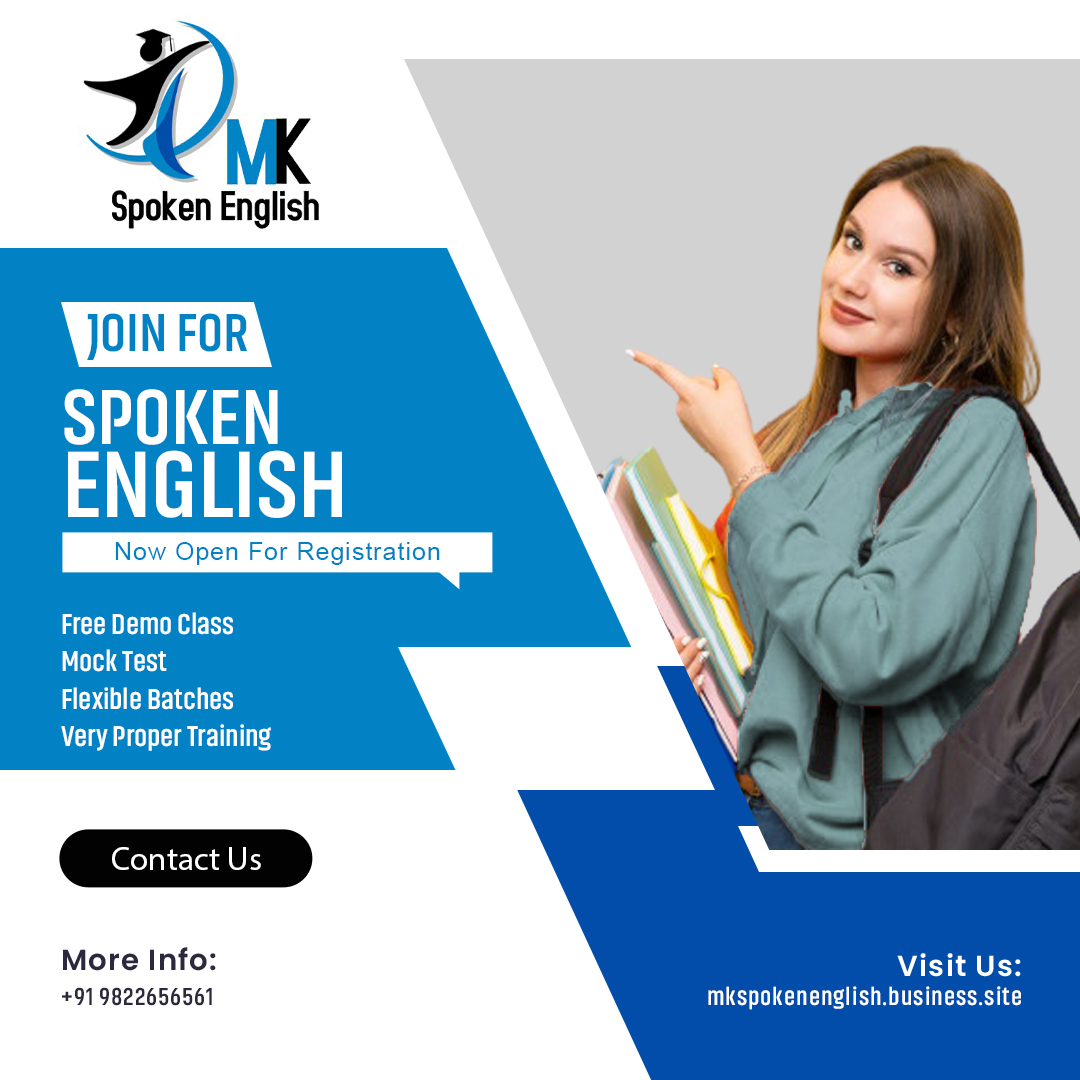 MK
Spoken English
JOIN FOR
SPOKEN
ENGLISH
Now Open For Registration
Free Demo Class
Mock Test
Flexible Batches
Very Proper Training
Contact Us
More Info:
+91 9822656561
Visit Us:
mkspokenenglish.business.site